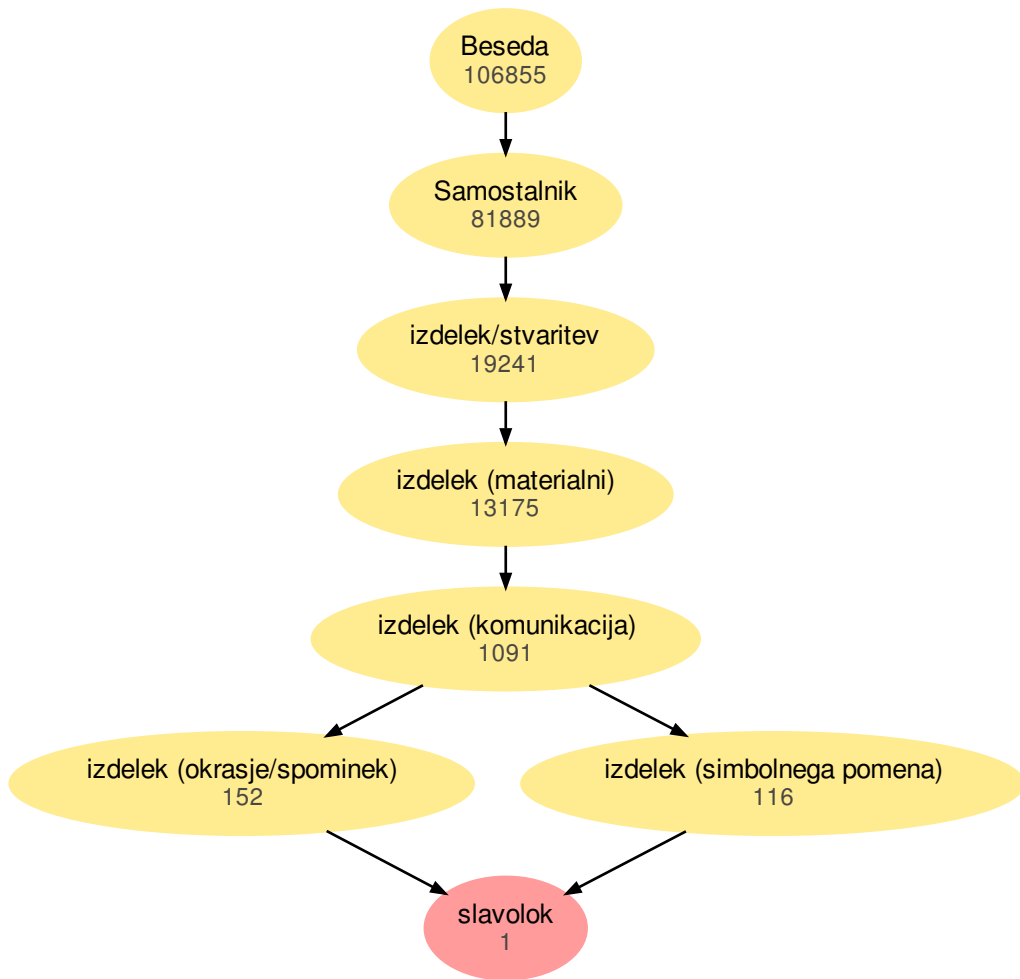 Beseda
106855
Samostalnik
81889
izdelek/stvaritev
19241
izdelek (materialni)
13175
izdelek (komunikacija)
1091
izdelek (okrasje/spominek)
152
izdelek (simbolnega pomena)
116
slavolok
1